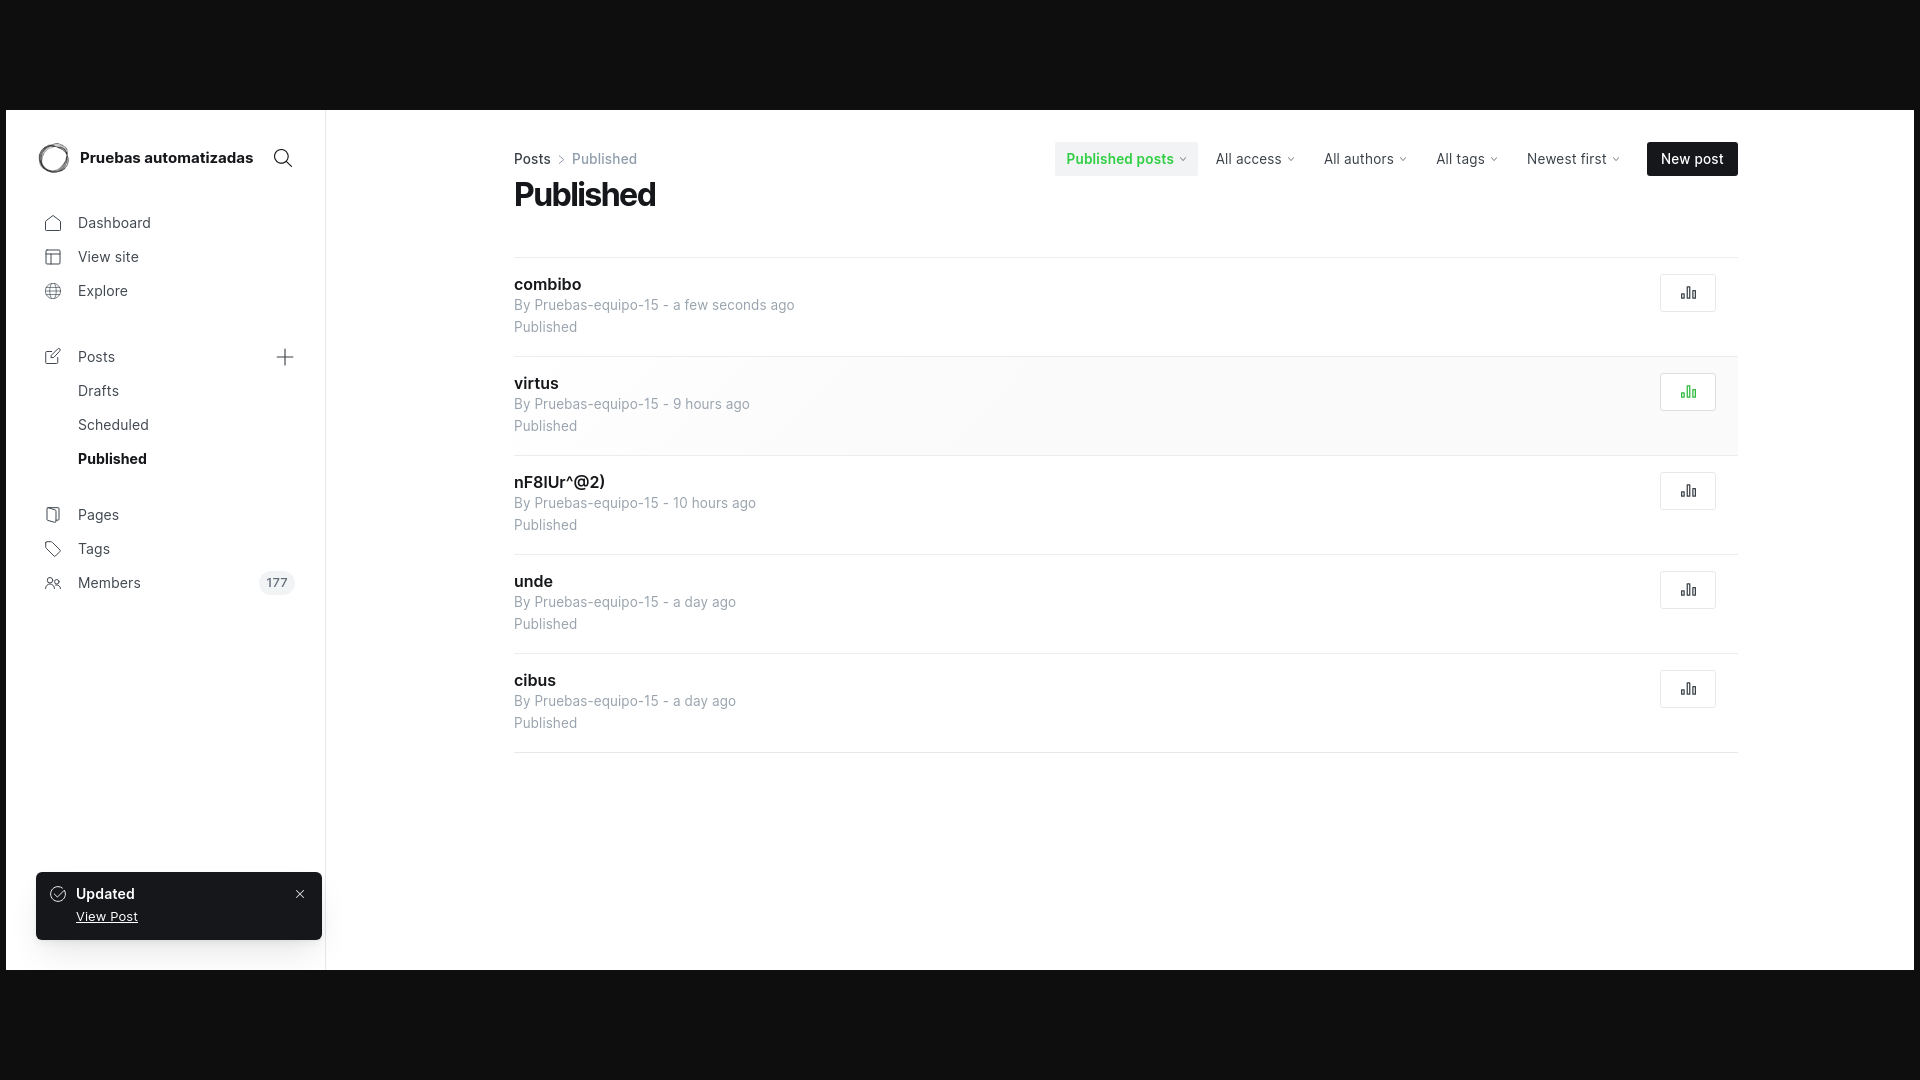 Pruebas automatizadas
Dashboard
View site
Explore
Posts
Drafts
Scheduled
Published
Pages
Tags
Members 177
Updated
View Post
Posts > Published
Published
Published posts
All access
All authors
All tags
Newest first
New post
combibo
By Pruebas-equipo-15 - a few seconds ago
Published
virtus
By Pruebas-equipo-15 - 9 hours ago
Published
nF8IUr^@2)
By Pruebas-equipo-15 - 10 hours ago
Published
unde
By Pruebas-equipo-15 - a day ago
Published
cibus
By Pruebas-equipo-15 - a day ago
Published